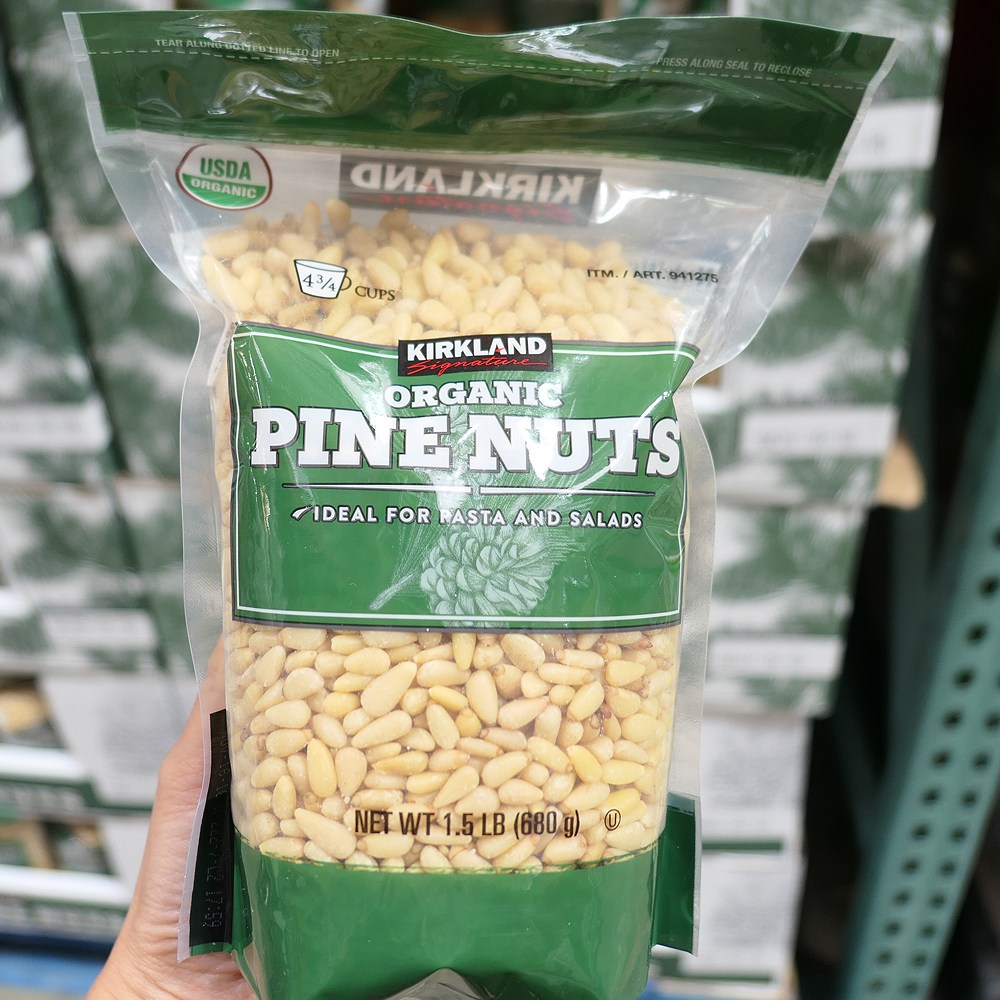 TEAR ALONG DOTTED LINE TO OPEN
PRESS ALONG SEAL TO RECLOSE
USDA
ORGANIC
KIRKLAND
Signature
4 3/4
CUPS
ITM. / ART. 941275
KIRKLAND
Signature
ORGANIC
PINE NUTS
IDEAL FOR PASTA AND SALADS
NET WT 1.5 LB (680 g)
U